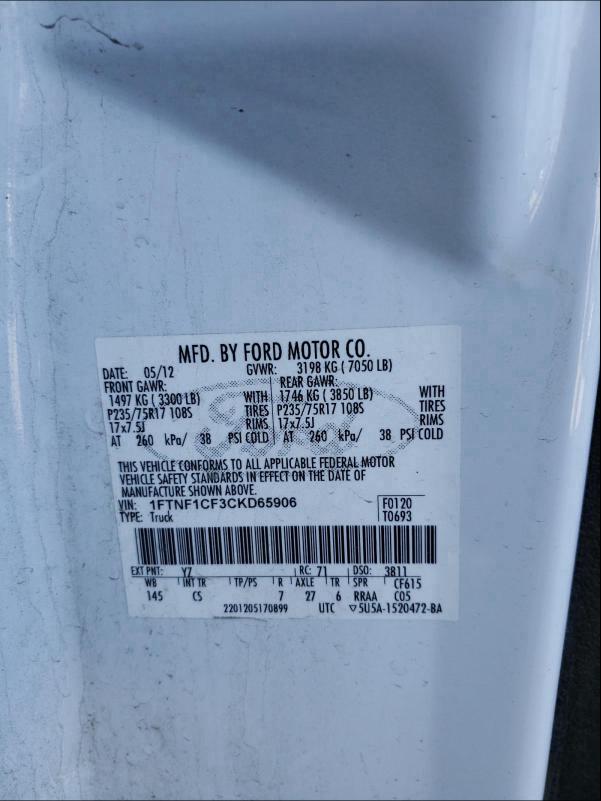 MFD. BY FORD MOTOR CO.
DATE: 05/12 GVWR: 3198 KG ( 7050 LB)
FRONT GAWR: REAR GAWR:
1497 KG ( 3300 LB) WITH 1746 KG ( 3850 LB) WITH
P235/75R17 108S TIRES P235/75R17 108S TIRES
17x7.5J RIMS 17x7.5J RIMS
AT 260 kPa/ 38 PSI COLD AT 260 kPa/ 38 PSI COLD
Ford
THIS VEHICLE CONFORMS TO ALL APPLICABLE FEDERAL MOTOR
VEHICLE SAFETY STANDARDS IN EFFECT ON THE DATE OF
MANUFACTURE SHOWN ABOVE.
VIN: 1FTNF1CF3CKD65906 F0120
TYPE: Truck T0693
EXT PNT: YZ RC: 71 DSO: 3811
WB INT TR TP/PS R AXLE TR SPR CF615
145 CS 7 27 6 RRAA C05
2201205170899 UTC ▽5U5A-1520472-BA